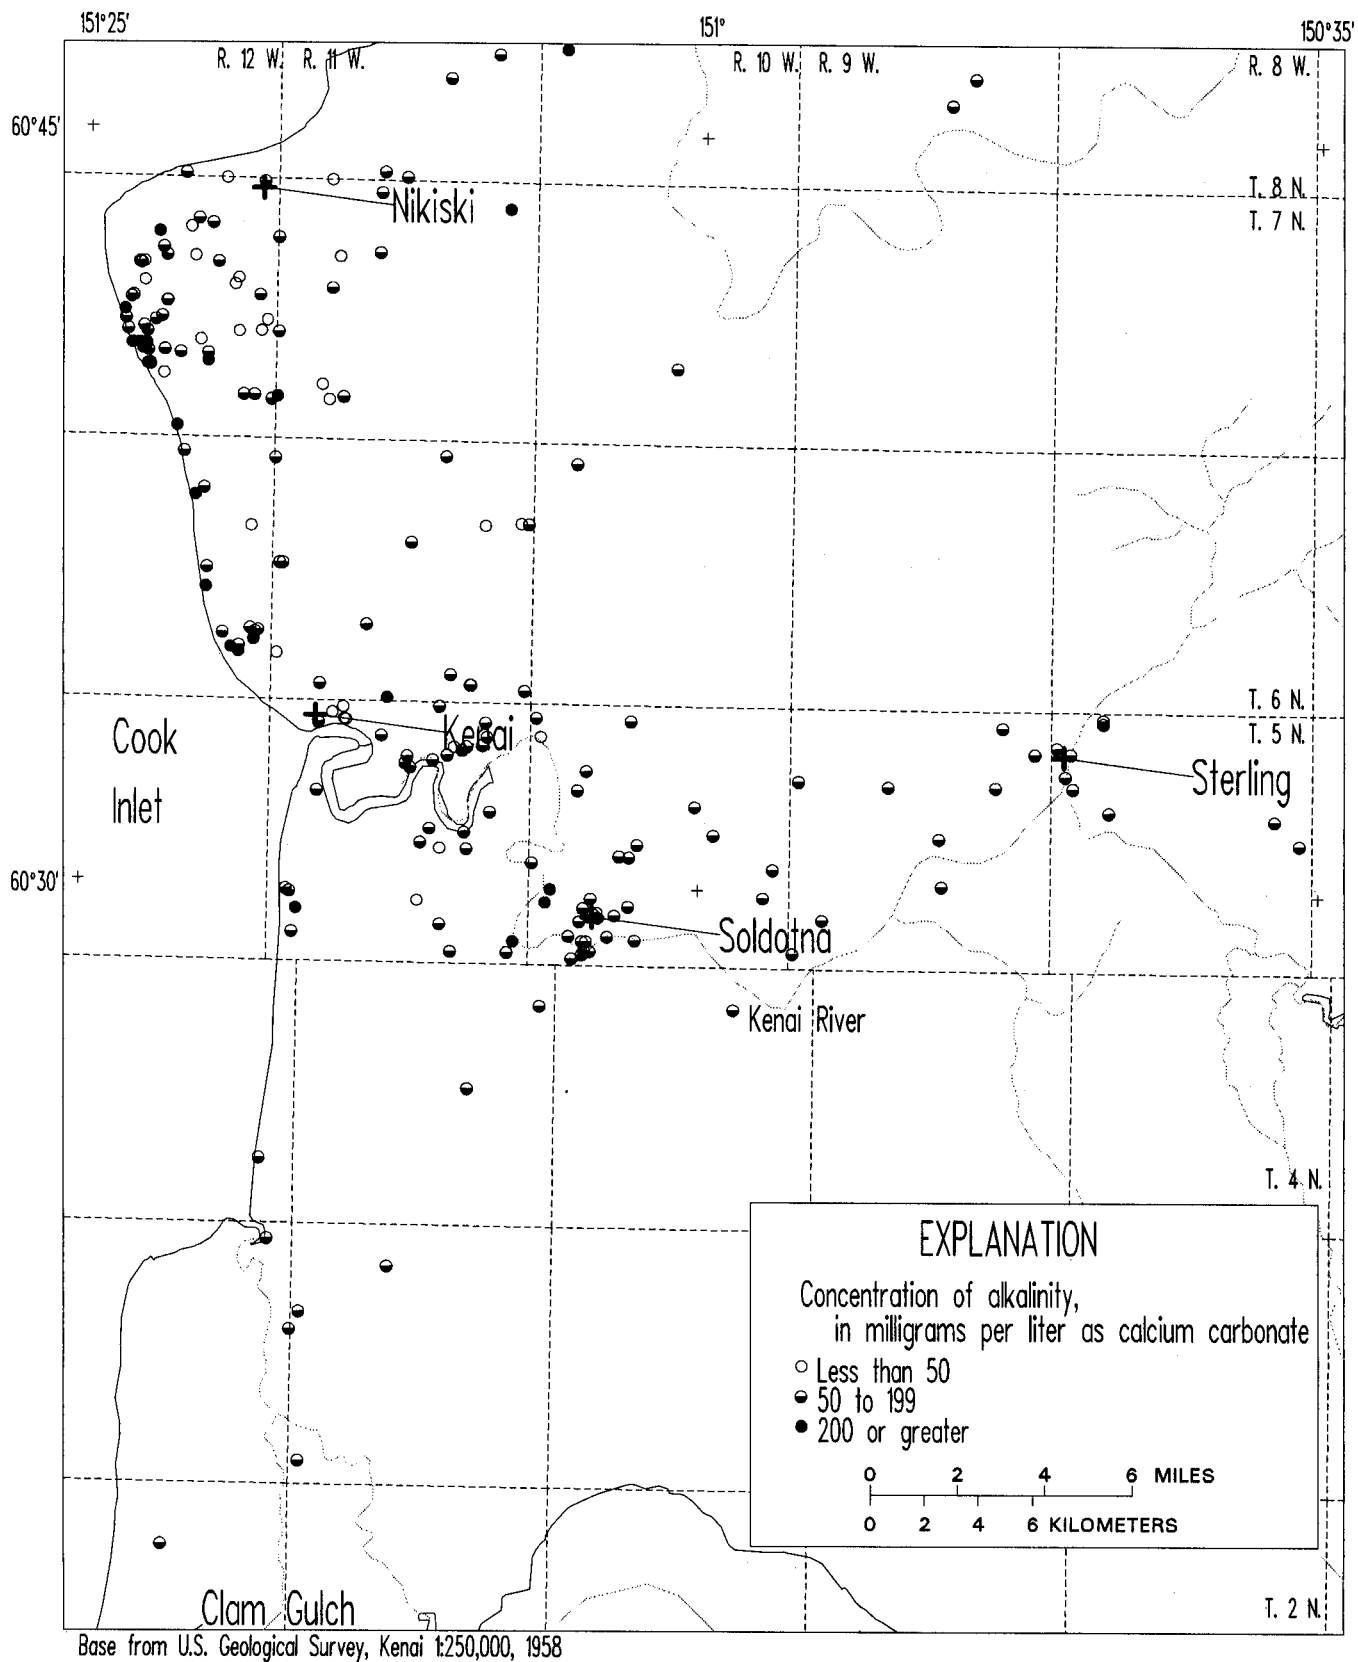 151°25'
151°
150°35'
R. 12 W. R. 11 W.
R. 10 W. R. 9 W.
R. 8 W.
60°45'
T. 8 N.
Nikiski
T. 7 N.
T. 6 N.
Cook
Kenai
T. 5 N.
Sterling
Inlet
60°30'
Soldotna
Kenai River
T. 4 N.
EXPLANATION
Concentration of alkalinity,
in milligrams per liter as calcium carbonate
Less than 50
50 to 199
200 or greater
0 2 4 6 MILES
0 2 4 6 KILOMETERS
Clam Gulch
T. 2 N.
Base from U.S. Geological Survey, Kenai 1:250,000, 1958